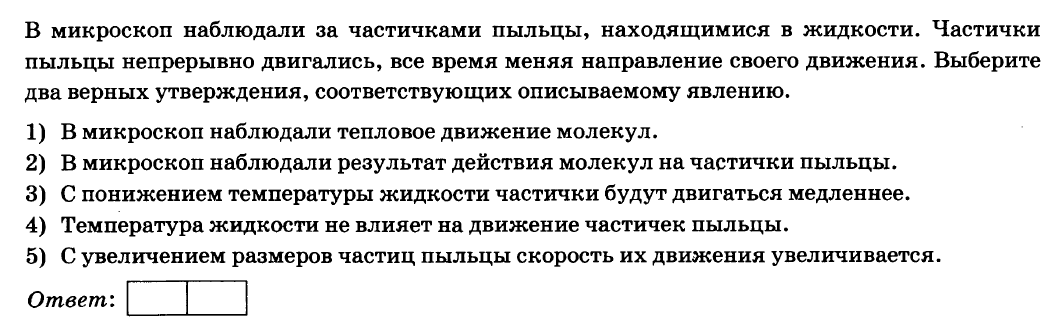 В микроскоп наблюдали за частичками пыльцы, находящимися в жидкости. Частички
пыльцы непрерывно двигались, все время меняя направление своего движения. Выберите
два верных утверждения, соответствующих описываемому явлению.
1) В микроскоп наблюдали тепловое движение молекул.
2) В микроскоп наблюдали результат действия молекул на частички пыльцы.
3) С понижением температуры жидкости частички будут двигаться медленнее.
4) Температура жидкости не влияет на движение частичек пыльцы.
5) С увеличением размеров частиц пыльцы скорость их движения увеличивается.
Ответ: